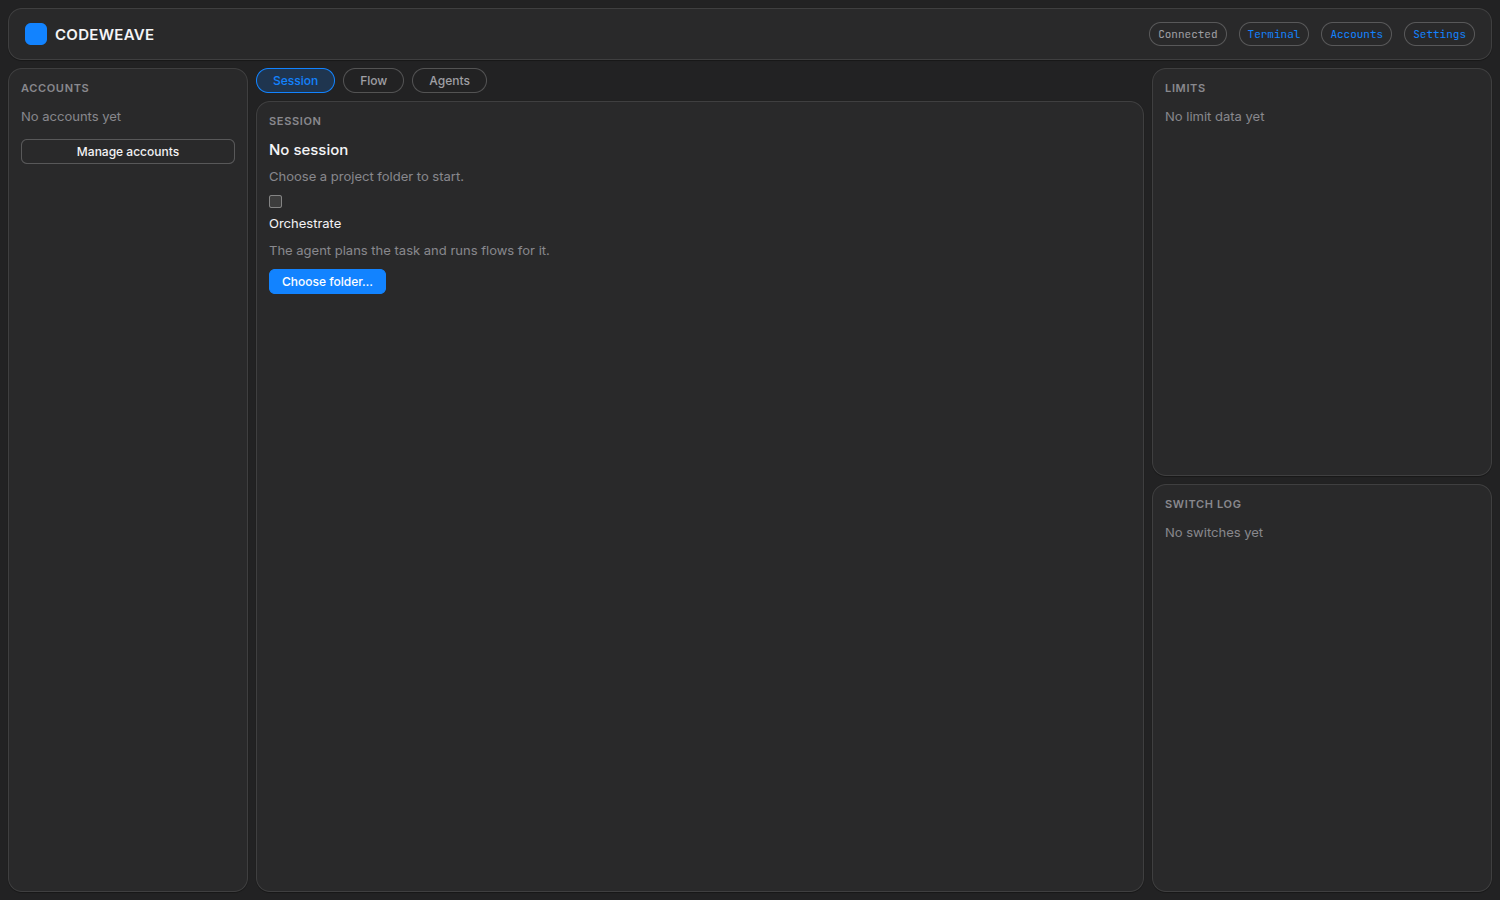 CODEWEAVE
Connected
Terminal
Accounts
Settings
ACCOUNTS
No accounts yet
Manage accounts
Session
Flow
Agents
SESSION
No session
Choose a project folder to start.
Orchestrate
The agent plans the task and runs flows for it.
Choose folder...
LIMITS
No limit data yet
SWITCH LOG
No switches yet